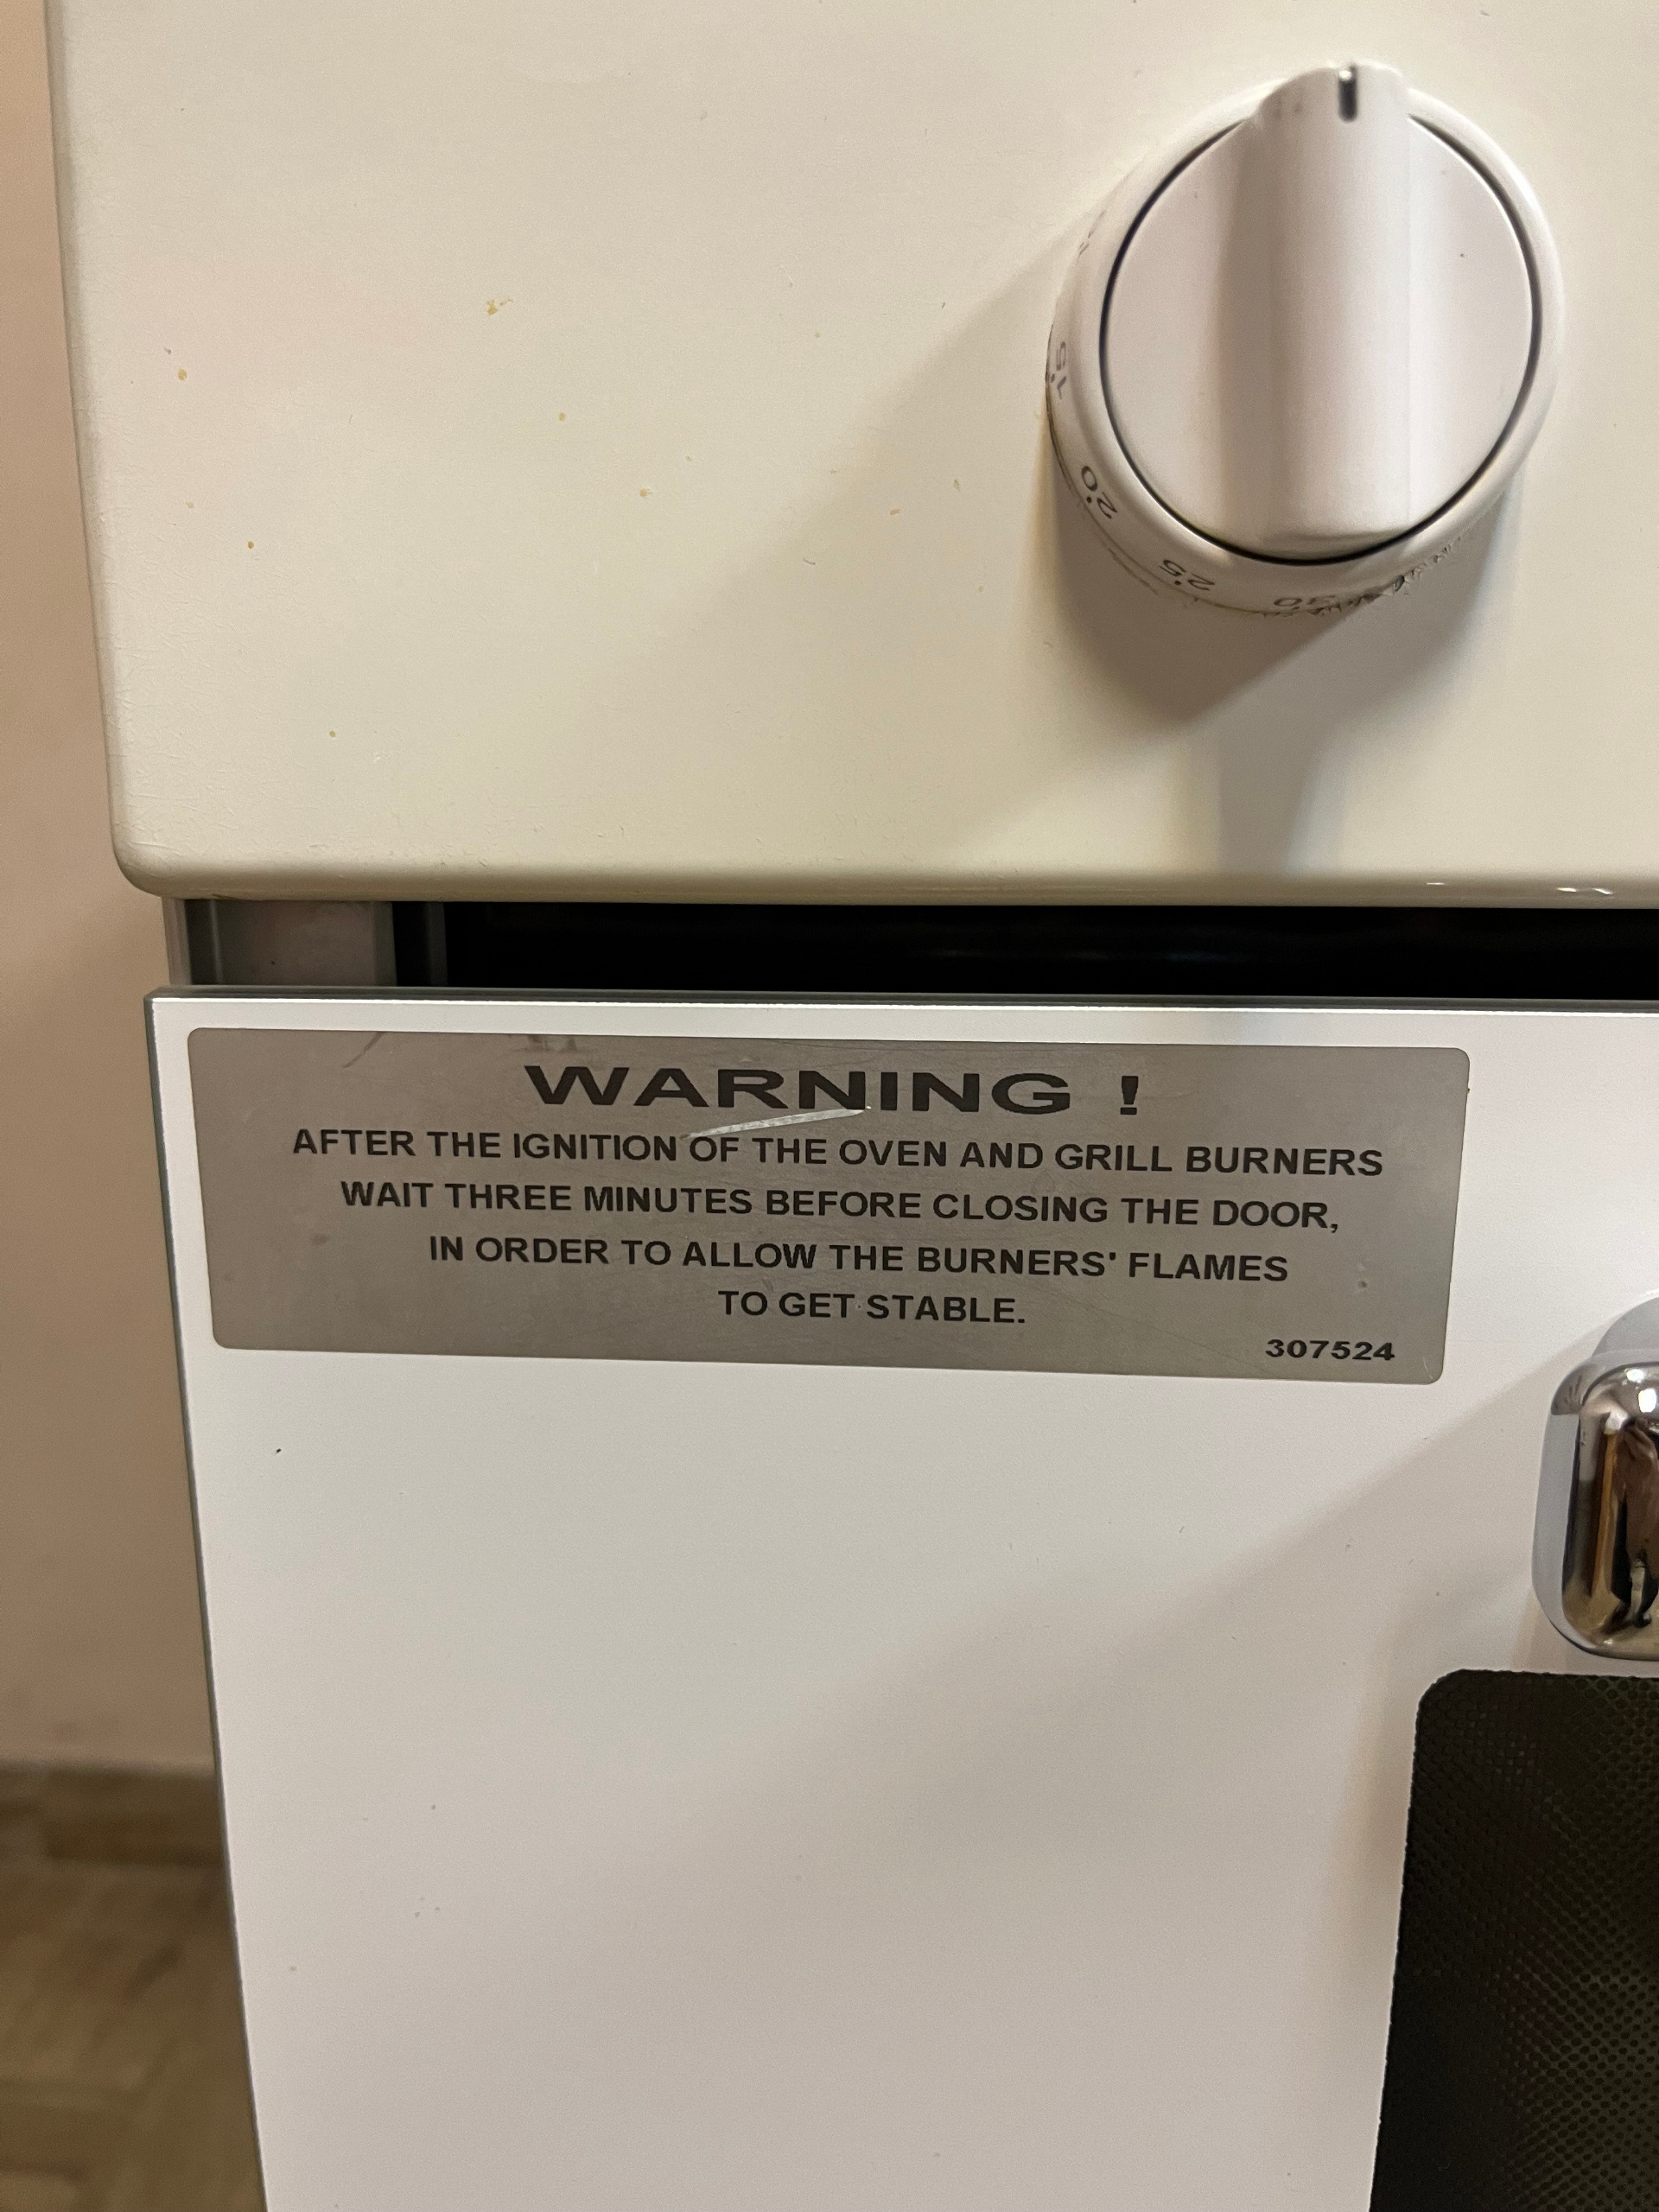 15
20
25
30
WARNING !
AFTER THE IGNITION OF THE OVEN AND GRILL BURNERS
WAIT THREE MINUTES BEFORE CLOSING THE DOOR,
IN ORDER TO ALLOW THE BURNERS' FLAMES
TO GET STABLE.
307524